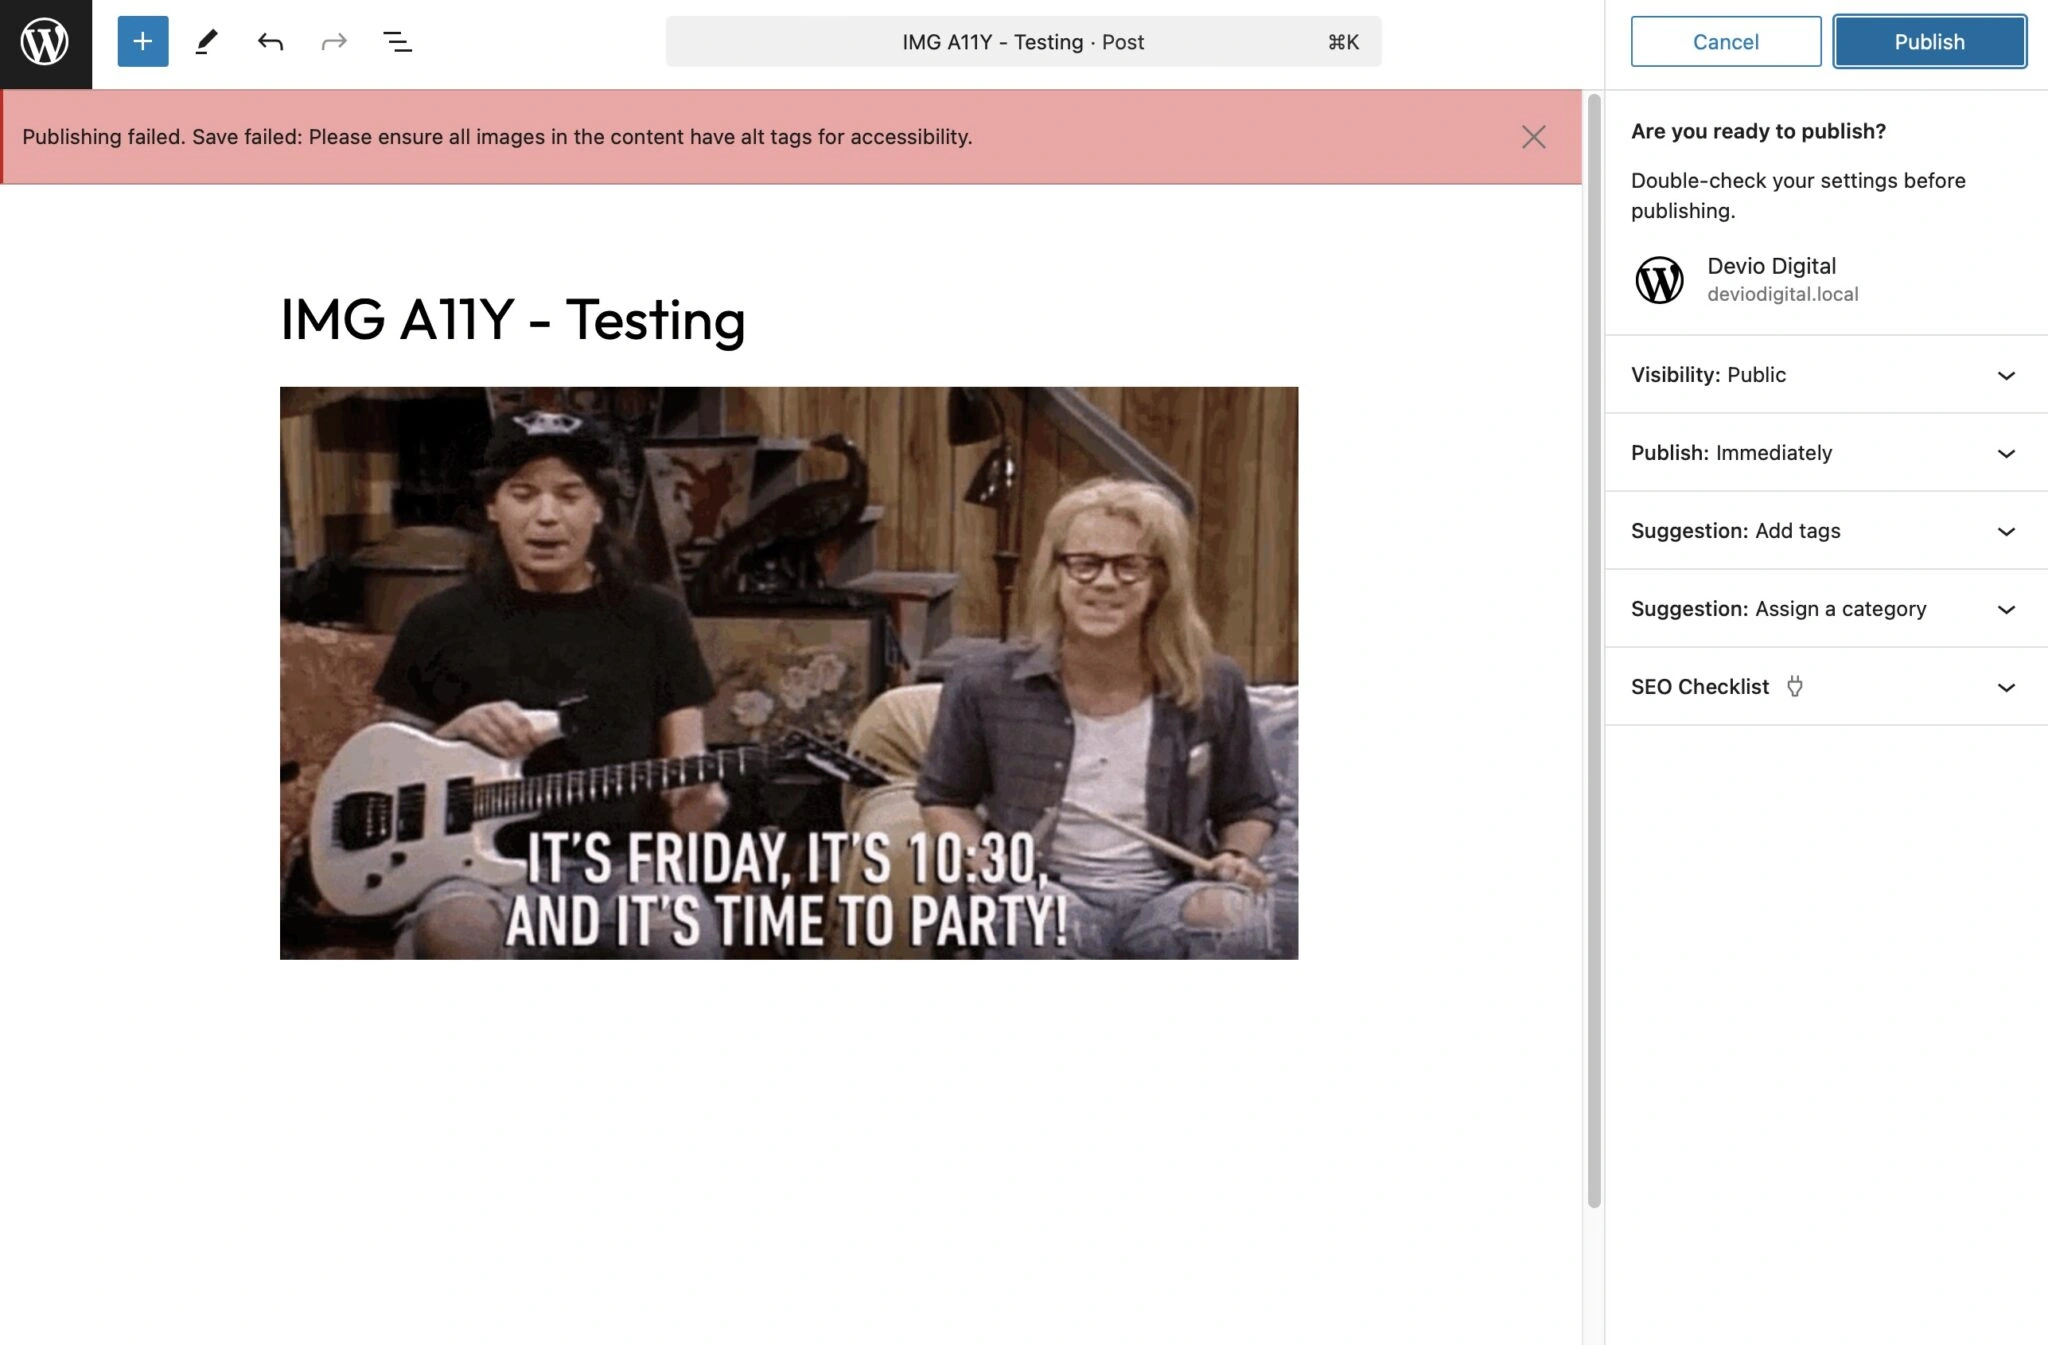 IMG A11Y - Testing · Post
⌘K
Cancel
Publish
Publishing failed. Save failed: Please ensure all images in the content have alt tags for accessibility.
IMG A11Y - Testing
IT'S FRIDAY, IT'S 10:30,
AND IT'S TIME TO PARTY!
Are you ready to publish?
Double-check your settings before
publishing.
Devio Digital
deviodigital.local
Visibility: Public
Publish: Immediately
Suggestion: Add tags
Suggestion: Assign a category
SEO Checklist